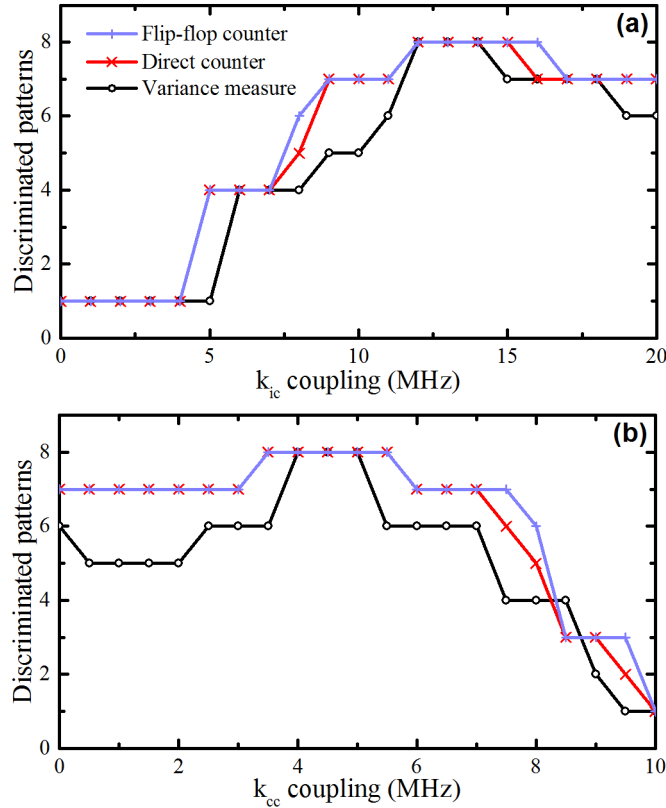 (a)
Flip-flop counter
Direct counter
Variance measure
Discriminated patterns
8
6
4
2
0
0 5 10 15 20
k_ic coupling (MHz)
(b)
Discriminated patterns
8
6
4
2
0
0 2 4 6 8 10
k_cc coupling (MHz)